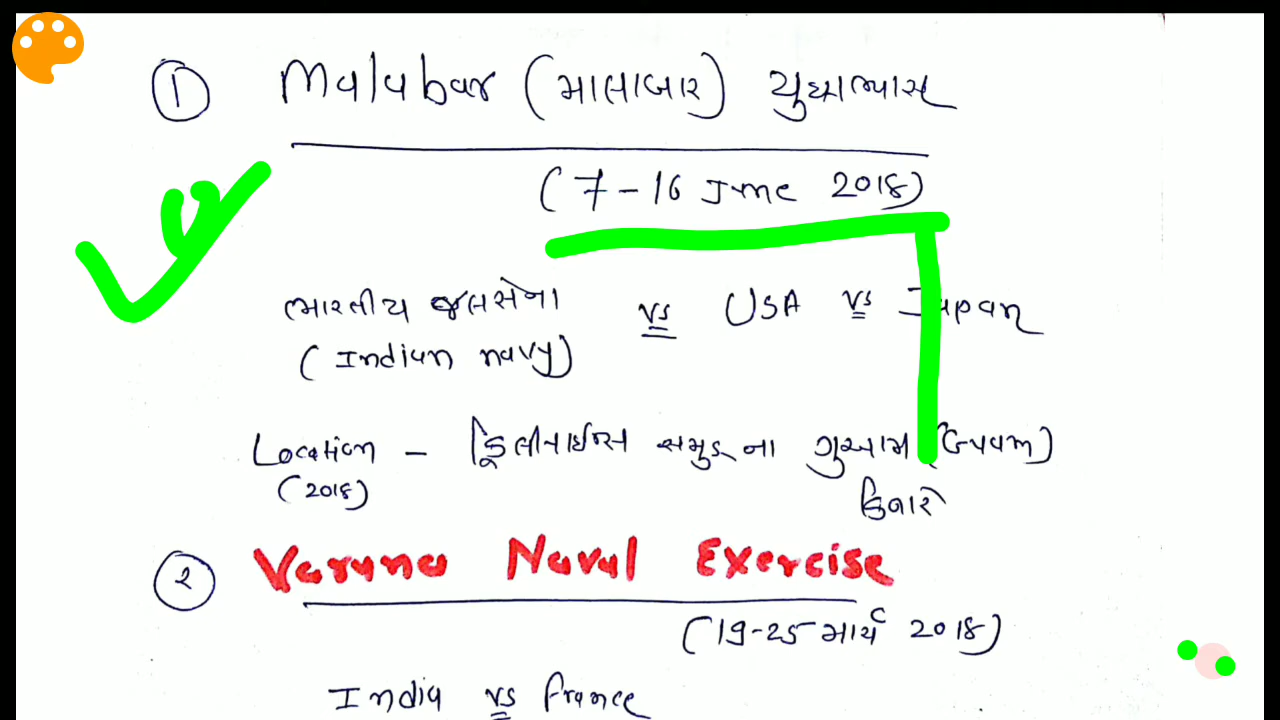 ① Malabar (માલાબાર) યુદ્ધાભ્યાસ
(7-16 June 2018)
ભારતીય જલસેના vs USA vs Japan
(Indian navy)
Location - ફિલીપાઇન્સ સમુદ્ર ના ગુઆમ (Guam)
(2018) કિનારે
② Varuna Naval Exercise
(19-25 માર્ચ 2018)
India vs france